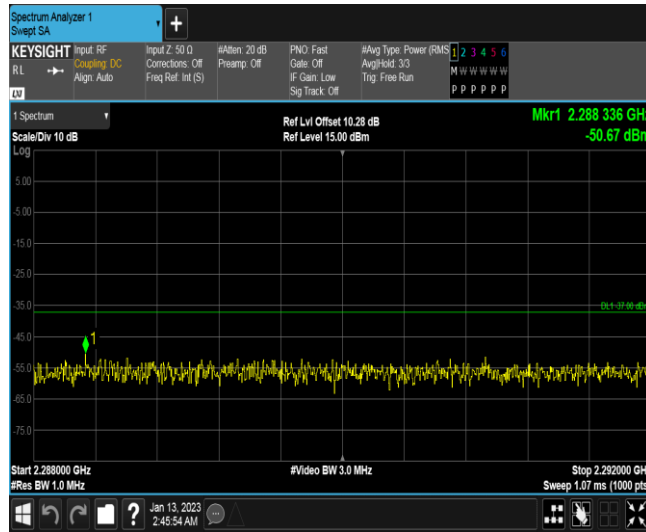 Spectrum Analyzer 1
Swept SA
+
KEYSIGHT Input: RF Input Z: 50 Ω #Atten: 20 dB PNO: Fast #Avg Type: Power (RMS 1 2 3 4 5 6
RL Coupling: DC Corrections: Off Preamp: Off Gate: Off Avg|Hold: 3/3 M W W W W W
Align: Auto Freq Ref: Int (S) IF Gain: Low Trig: Free Run
LXI Sig Track: Off P P P P P P
1 Spectrum Ref Lvl Offset 10.28 dB Mkr1 2.288 336 GHz
Scale/Div 10 dB Ref Level 15.00 dBm -50.67 dBm
Log
5.00
-5.00
-15.0
-25.0
-35.0
DL1 -37.00 dBm
-45.0
1
-55.0
-65.0
-75.0
Start 2.288000 GHz #Video BW 3.0 MHz Stop 2.292000 GHz
#Res BW 1.0 MHz Sweep 1.07 ms (1000 pts
? Jan 13, 2023
2:45:54 AM